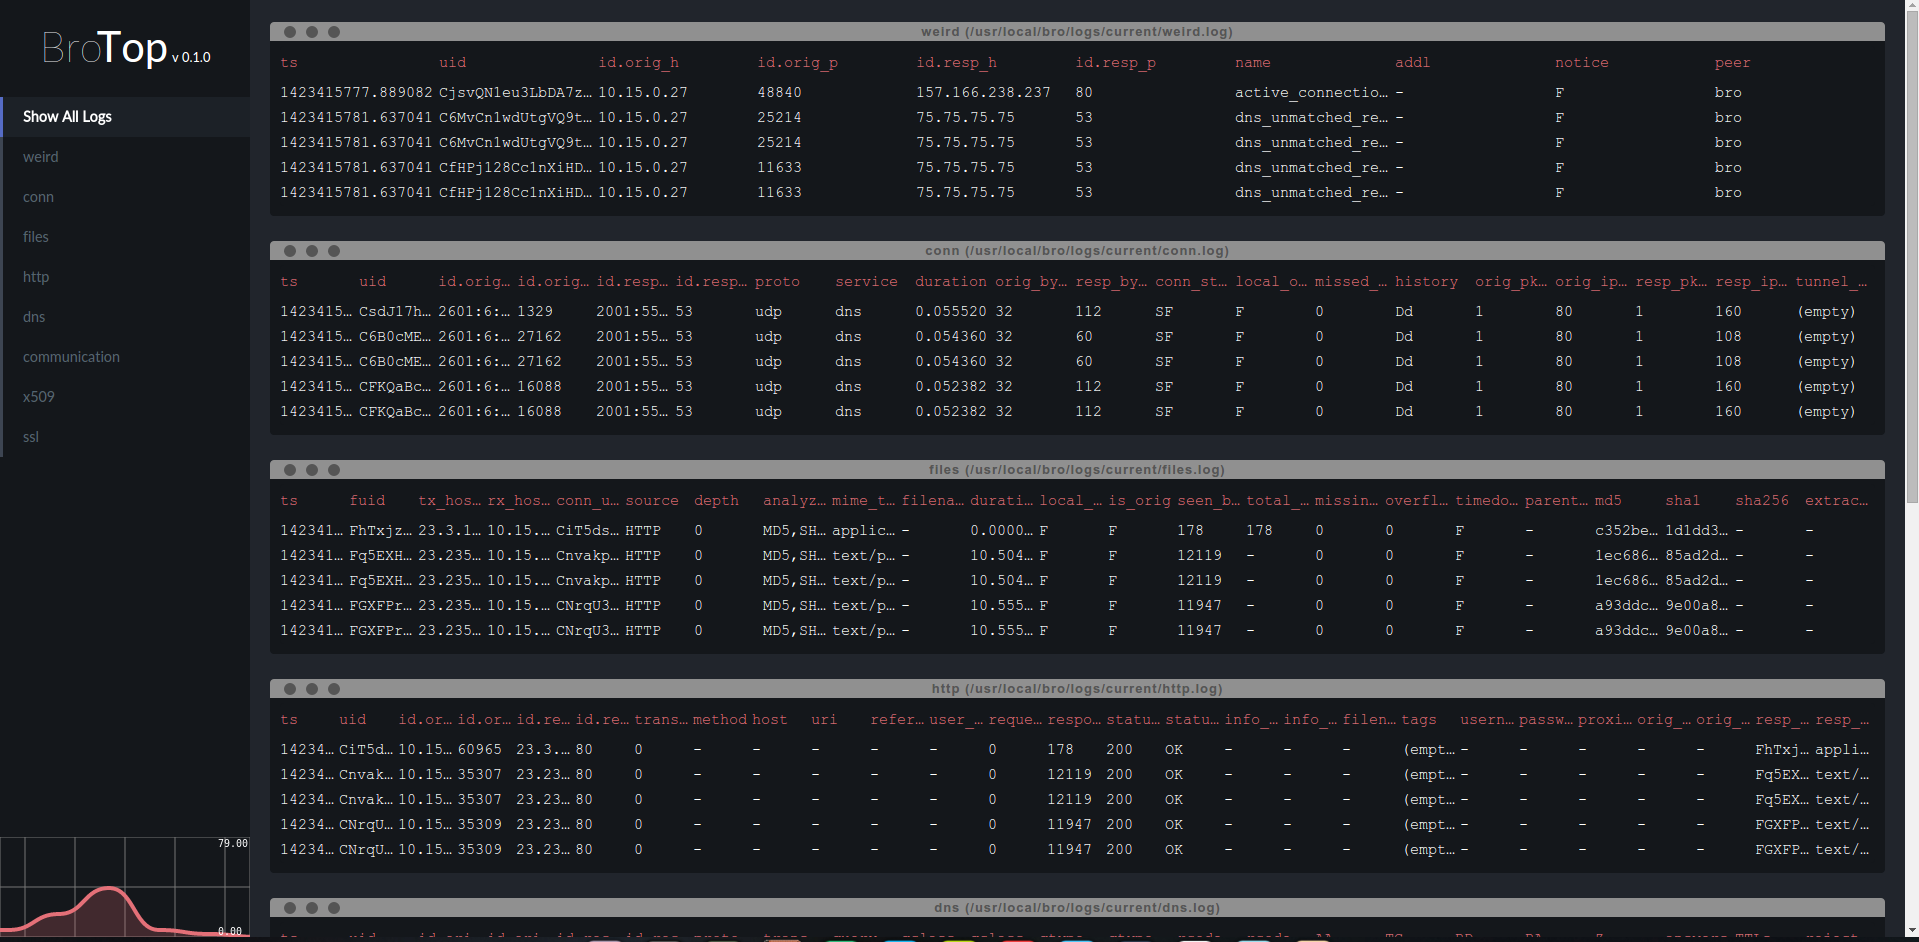 BroTop v 0.1.0
Show All Logs
weird
conn
files
http
dns
communication
x509
ssl
79.00
0.00
weird (/usr/local/bro/logs/current/weird.log)
ts uid id.orig_h id.orig_p id.resp_h id.resp_p name addl notice peer
1423415777.889082 CjsvQN1eu3LbDA7z… 10.15.0.27 48840 157.166.238.237 80 active_connectio… - F bro
1423415781.637041 C6MvCn1wdUtgVQ9t… 10.15.0.27 25214 75.75.75.75 53 dns_unmatched_re… - F bro
1423415781.637041 C6MvCn1wdUtgVQ9t… 10.15.0.27 25214 75.75.75.75 53 dns_unmatched_re… - F bro
1423415781.637041 CfHPj128Cc1nXiHD… 10.15.0.27 11633 75.75.75.75 53 dns_unmatched_re… - F bro
1423415781.637041 CfHPj128Cc1nXiHD… 10.15.0.27 11633 75.75.75.75 53 dns_unmatched_re… - F bro
conn (/usr/local/bro/logs/current/conn.log)
ts uid id.orig… id.orig… id.resp… id.resp… proto service duration orig_by… resp_by… conn_st… local_o… missed_… history orig_pk… orig_ip… resp_pk… resp_ip… tunnel_…
1423415… CsdJ17h… 2601:6:… 1329 2001:55… 53 udp dns 0.055520 32 112 SF F 0 Dd 1 80 1 160 (empty)
1423415… C6B0cME… 2601:6:… 27162 2001:55… 53 udp dns 0.054360 32 60 SF F 0 Dd 1 80 1 108 (empty)
1423415… C6B0cME… 2601:6:… 27162 2001:55… 53 udp dns 0.054360 32 60 SF F 0 Dd 1 80 1 108 (empty)
1423415… CFKQaBc… 2601:6:… 16088 2001:55… 53 udp dns 0.052382 32 112 SF F 0 Dd 1 80 1 160 (empty)
1423415… CFKQaBc… 2601:6:… 16088 2001:55… 53 udp dns 0.052382 32 112 SF F 0 Dd 1 80 1 160 (empty)
files (/usr/local/bro/logs/current/files.log)
ts fuid tx_hos… rx_hos… conn_u… source depth analyz… mime_t… filena… durati… local_… is_orig seen_b… total_… missin… overfl… timedo… parent… md5 sha1 sha256 extrac…
142341… FhTxjz… 23.3.1… 10.15.… CiT5ds… HTTP 0 MD5,SH… applic… - 0.0000… F F 178 178 0 0 F - c352be… 1d1dd3… - -
142341… Fq5EXH… 23.235… 10.15.… Cnvakp… HTTP 0 MD5,SH… text/p… - 10.504… F F 12119 - 0 0 F - 1ec686… 85ad2d… - -
142341… Fq5EXH… 23.235… 10.15.… Cnvakp… HTTP 0 MD5,SH… text/p… - 10.504… F F 12119 - 0 0 F - 1ec686… 85ad2d… - -
142341… FGXFPr… 23.235… 10.15.… CNrqU3… HTTP 0 MD5,SH… text/p… - 10.555… F F 11947 - 0 0 F - a93ddc… 9e00a8… - -
142341… FGXFPr… 23.235… 10.15.… CNrqU3… HTTP 0 MD5,SH… text/p… - 10.555… F F 11947 - 0 0 F - a93ddc… 9e00a8… - -
http (/usr/local/bro/logs/current/http.log)
ts uid id.or… id.or… id.re… id.re… trans… method host uri refer… user_… reque… respo… statu… statu… info_… info_… filen… tags usern… passw… proxi… orig_… orig_… resp_… resp_…
14234… CiT5d… 10.15… 60965 23.3.… 80 0 - - - - - 0 178 200 OK - - - (empt… - - - - - FhTxj… appli…
14234… Cnvak… 10.15… 35307 23.23… 80 0 - - - - - 0 12119 200 OK - - - (empt… - - - - - Fq5EX… text/…
14234… Cnvak… 10.15… 35307 23.23… 80 0 - - - - - 0 12119 200 OK - - - (empt… - - - - - Fq5EX… text/…
14234… CNrqU… 10.15… 35309 23.23… 80 0 - - - - - 0 11947 200 OK - - - (empt… - - - - - FGXFP… text/…
14234… CNrqU… 10.15… 35309 23.23… 80 0 - - - - - 0 11947 200 OK - - - (empt… - - - - - FGXFP… text/…
dns (/usr/local/bro/logs/current/dns.log)